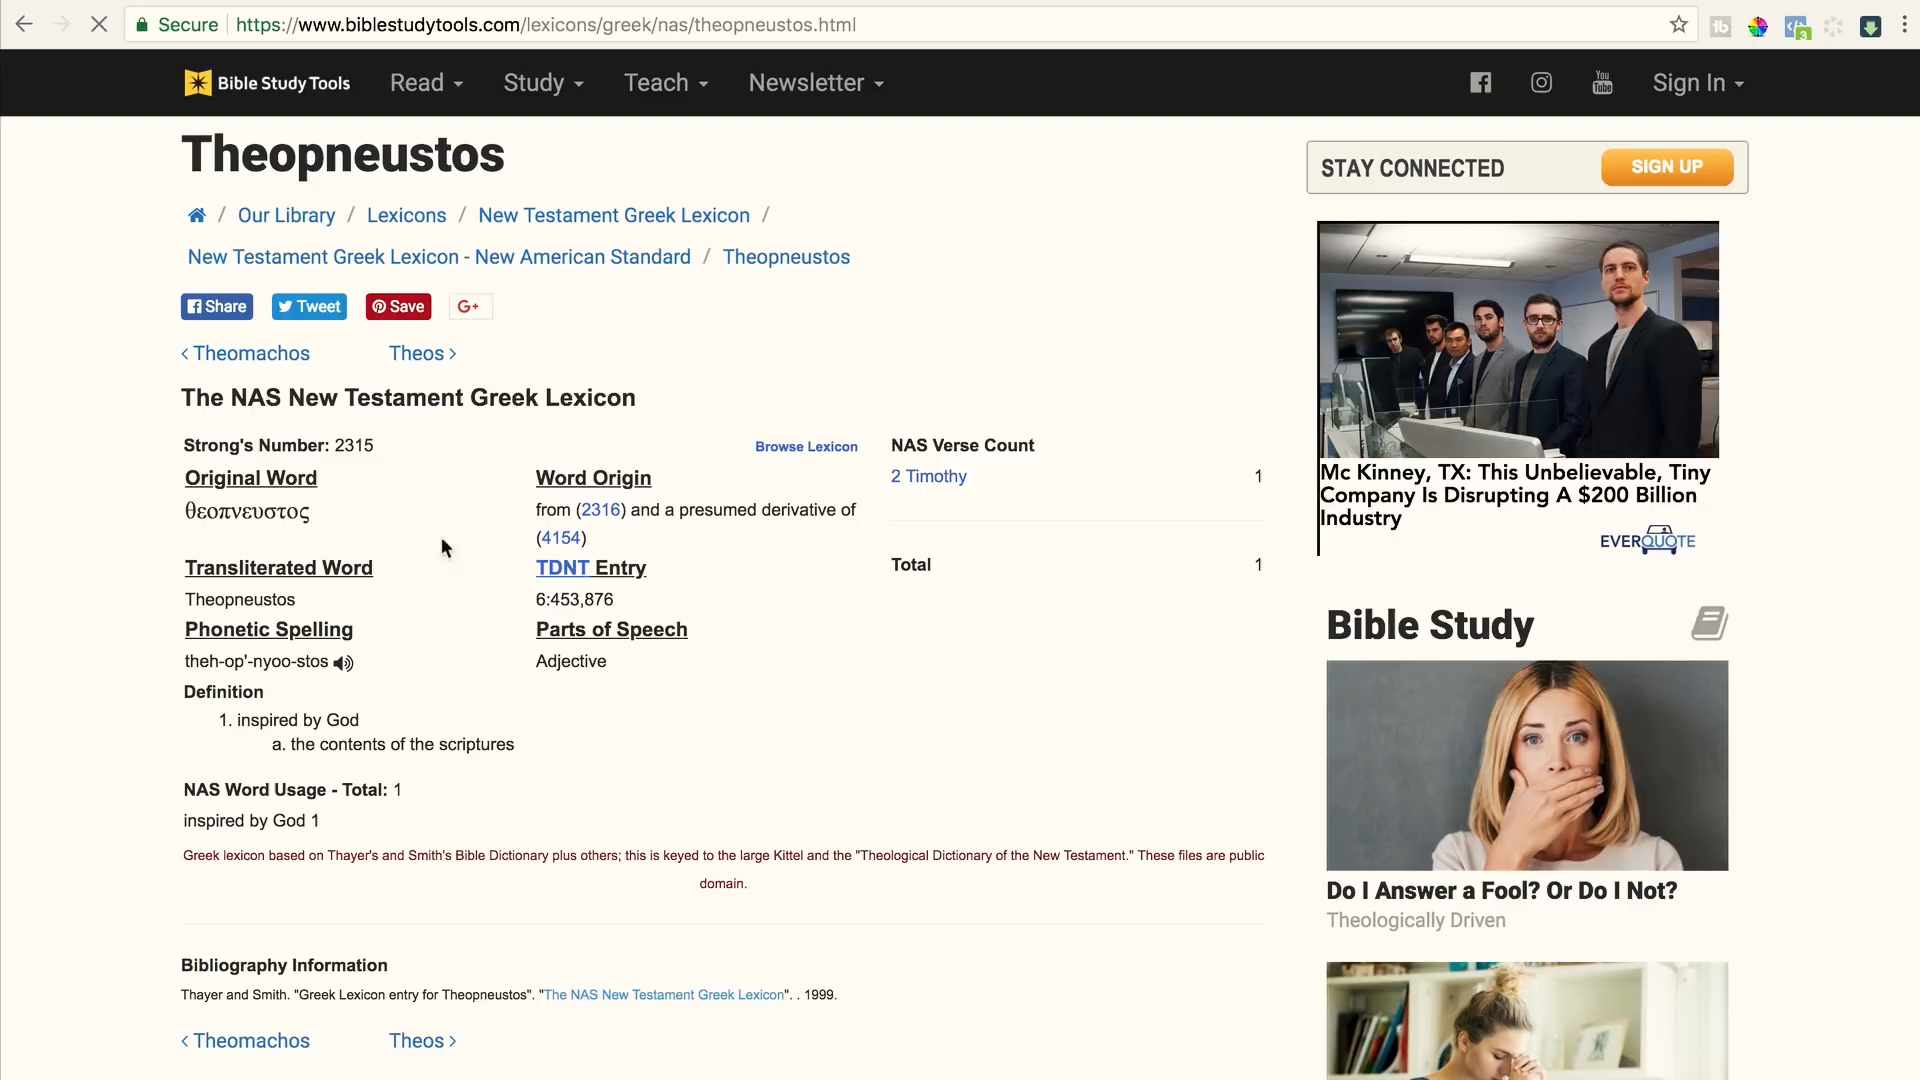 Secure https://www.biblestudytools.com/lexicons/greek/nas/theopneustos.html
3
Bible Study Tools Read Study Teach Newsletter You Tube Sign In
Theopneustos
/ Our Library / Lexicons / New Testament Greek Lexicon /
New Testament Greek Lexicon - New American Standard / Theopneustos
Share Tweet Save G+
‹ Theomachos Theos ›
The NAS New Testament Greek Lexicon
Strong's Number: 2315 Browse Lexicon
Original Word Word Origin
θεοπνευστος from (2316) and a presumed derivative of
(4154)
Transliterated Word TDNT Entry
Theopneustos 6:453,876
Phonetic Spelling Parts of Speech
theh-op'-nyoo-stos Adjective
Definition
1. inspired by God
a. the contents of the scriptures
NAS Word Usage - Total: 1
inspired by God 1
NAS Verse Count
2 Timothy 1
Total 1
Greek lexicon based on Thayer's and Smith's Bible Dictionary plus others; this is keyed to the large Kittel and the "Theological Dictionary of the New Testament." These files are public
domain.
Bibliography Information
Thayer and Smith. "Greek Lexicon entry for Theopneustos". "The NAS New Testament Greek Lexicon". . 1999.
‹ Theomachos Theos ›
STAY CONNECTED SIGN UP
Mc Kinney, TX: This Unbelievable, Tiny
Company Is Disrupting A $200 Billion
Industry
EVERQUOTE
Bible Study
Do I Answer a Fool? Or Do I Not?
Theologically Driven